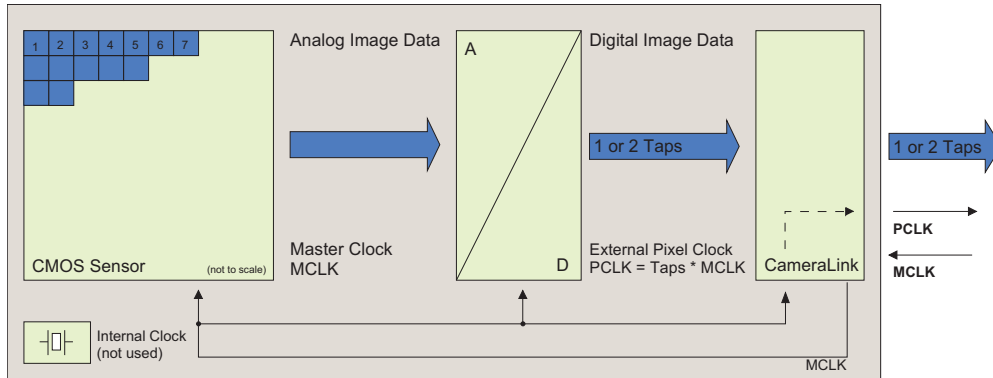 1 2 3 4 5 6 7
Analog Image Data
A
Digital Image Data
1 or 2 Taps
1 or 2 Taps
PCLK
MCLK
CMOS Sensor
(not to scale)
Master Clock
MCLK
D
External Pixel Clock
PCLK = Taps * MCLK
CameraLink
Internal Clock
(not used)
MCLK